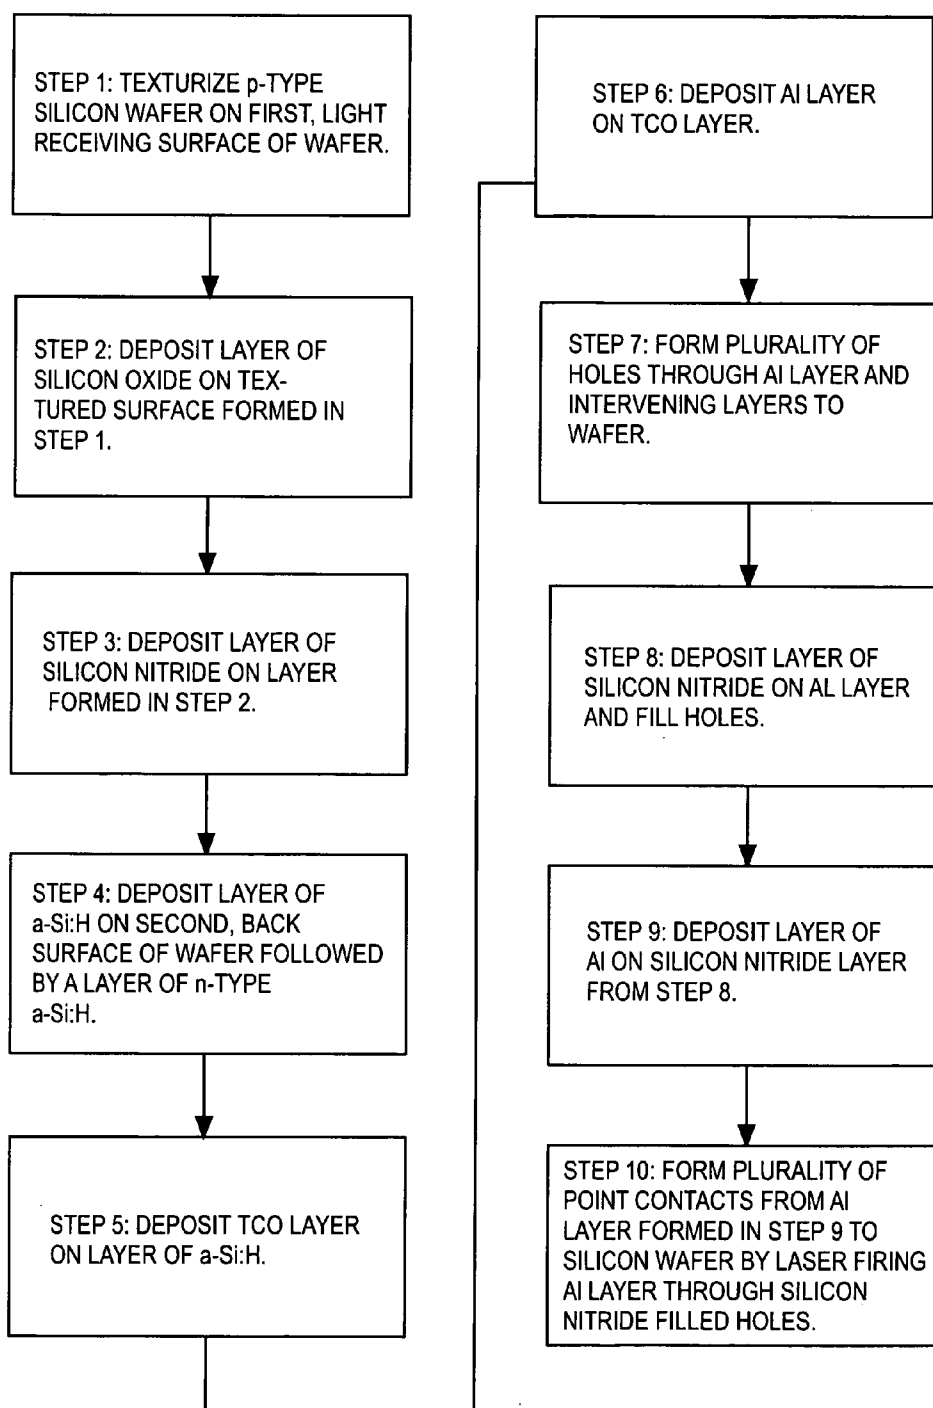 STEP 1: TEXTURIZE p-TYPE
SILICON WAFER ON FIRST, LIGHT
RECEIVING SURFACE OF WAFER.
STEP 2: DEPOSIT LAYER OF
SILICON OXIDE ON TEX-
TURED SURFACE FORMED IN
STEP 1.
STEP 3: DEPOSIT LAYER OF
SILICON NITRIDE ON LAYER
FORMED IN STEP 2.
STEP 4: DEPOSIT LAYER OF
a-Si:H ON SECOND, BACK
SURFACE OF WAFER FOLLOWED
BY A LAYER OF n-TYPE
a-Si:H.
STEP 5: DEPOSIT TCO LAYER
ON LAYER OF a-Si:H.
STEP 6: DEPOSIT Al LAYER
ON TCO LAYER.
STEP 7: FORM PLURALITY OF
HOLES THROUGH Al LAYER AND
INTERVENING LAYERS TO
WAFER.
STEP 8: DEPOSIT LAYER OF
SILICON NITRIDE ON AL LAYER
AND FILL HOLES.
STEP 9: DEPOSIT LAYER OF
Al ON SILICON NITRIDE LAYER
FROM STEP 8.
STEP 10: FORM PLURALITY OF
POINT CONTACTS FROM Al
LAYER FORMED IN STEP 9 TO
SILICON WAFER BY LASER FIRING
Al LAYER THROUGH SILICON
NITRIDE FILLED HOLES.